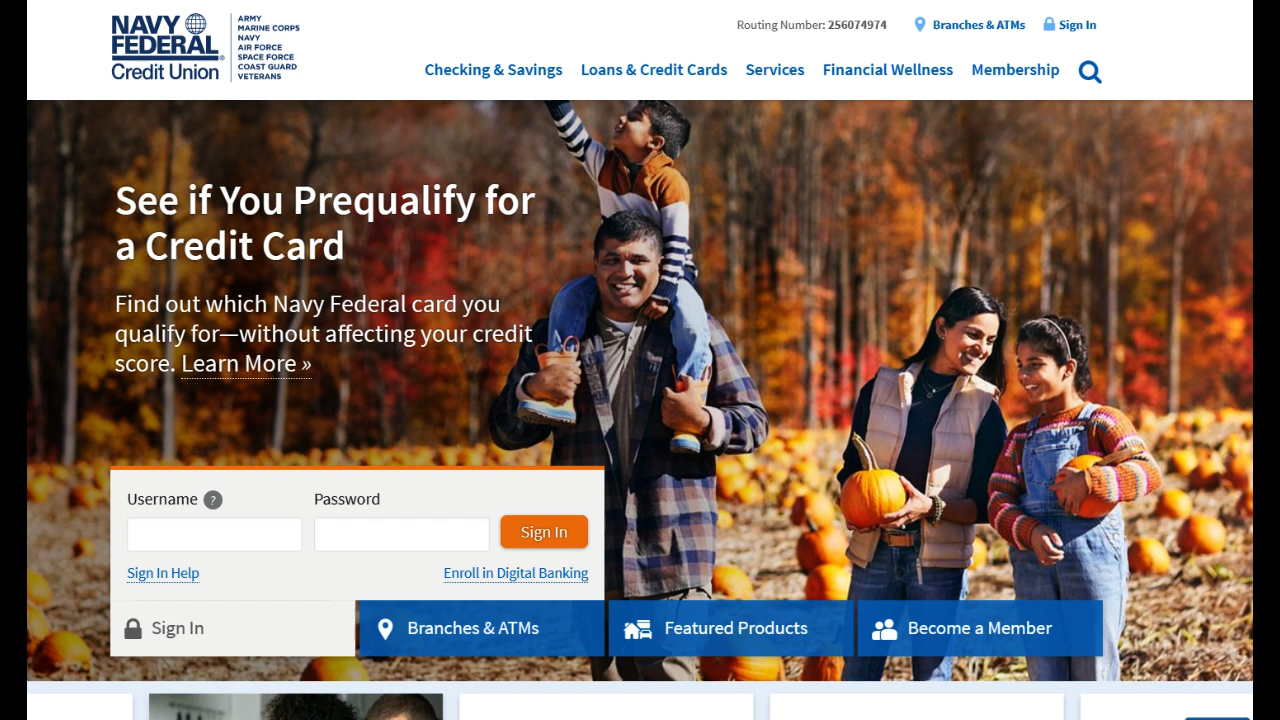 NAVY
FEDERAL
Credit Union
ARMY
MARINE CORPS
NAVY
AIR FORCE
SPACE FORCE
COAST GUARD
VETERANS
Routing Number: 256074974
Branches & ATMs
Sign In
Checking & Savings
Loans & Credit Cards
Services
Financial Wellness
Membership
See if You Prequalify for
a Credit Card
Find out which Navy Federal card you
qualify for—without affecting your credit
score. Learn More »
Username ?
Password
Sign In
Sign In Help
Enroll in Digital Banking
Sign In
Branches & ATMs
Featured Products
Become a Member